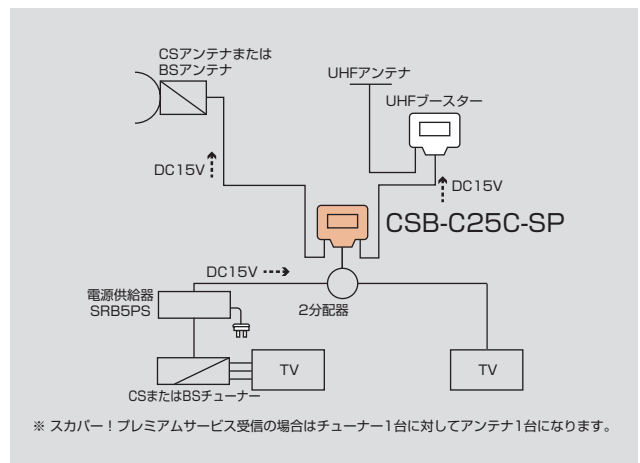 CSアンテナまたは
BSアンテナ
UHFアンテナ
UHFブースター
DC15V
DC15V
CSB-C25C-SP
DC15V
電源供給器
SRB5PS
2分配器
TV
TV
CSまたはBSチューナー
※ スカパー！プレミアムサービス受信の場合はチューナー1台に対してアンテナ1台になります。